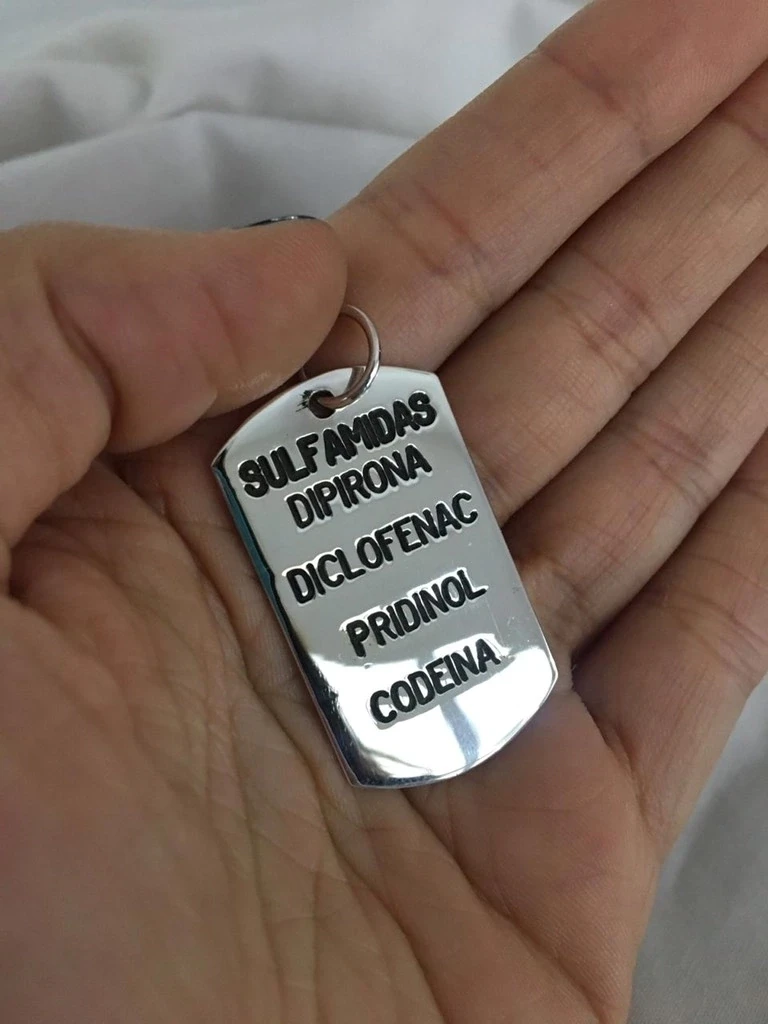 SULFAMIDAS
DIPIRONA
DICLOFENAC
PRIDINOL
CODEINA